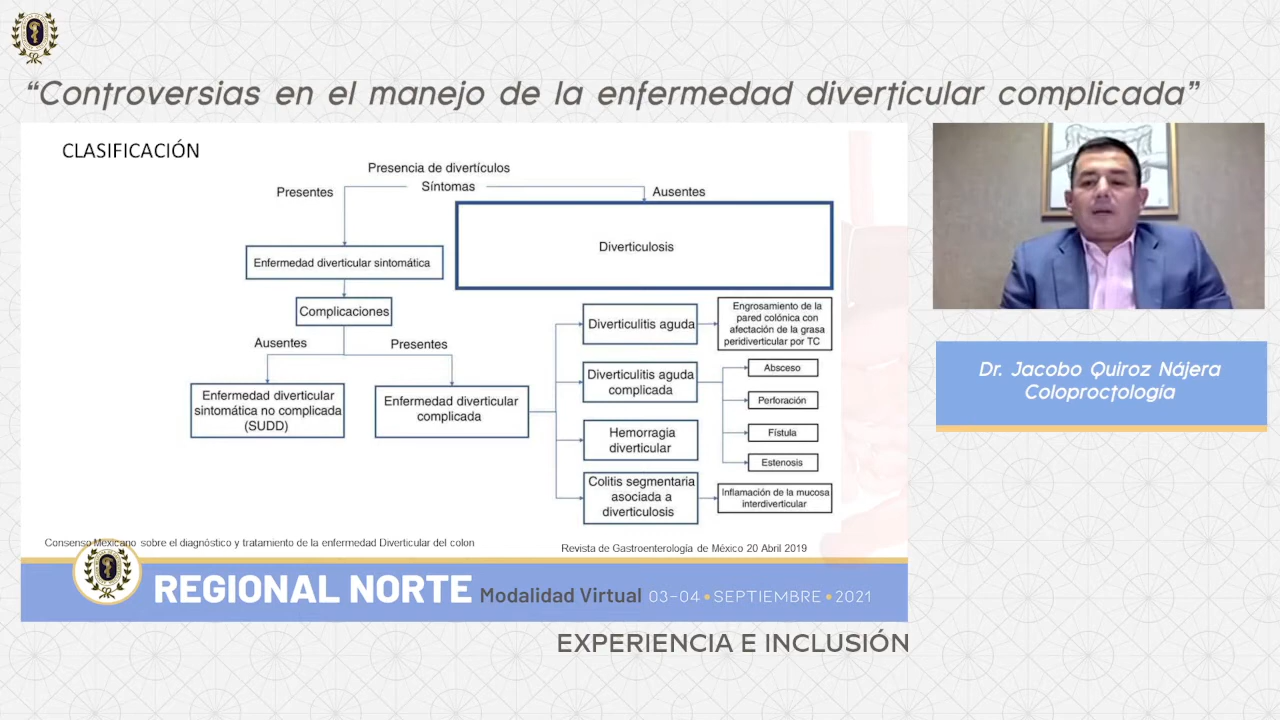 “Controversias en el manejo de la enfermedad diverticular complicada”
CLASIFICACIÓN
Presencia de divertículos
Síntomas
Presentes
Ausentes
Diverticulosis
Enfermedad diverticular sintomática
Complicaciones
Ausentes
Presentes
Enfermedad diverticular
sintomática no complicada
(SUDD)
Enfermedad diverticular
complicada
Diverticulitis aguda
Engrosamiento de la
pared colónica con
afectación de la grasa
peridiverticular por TC
Diverticulitis aguda
complicada
Absceso
Perforación
Fístula
Estenosis
Hemorragia
diverticular
Colitis segmentaria
asociada a
diverticulosis
Inflamación de la mucosa
interdiverticular
Consenso Mexicano sobre el diagnóstico y tratamiento de la enfermedad Diverticular del colon
Revista de Gastroenterología de México 20 Abril 2019
REGIONAL NORTE Modalidad Virtual 03-04•SEPTIEMBRE•2021
EXPERIENCIA E INCLUSIÓN
Dr. Jacobo Quiroz Nájera
Coloproctología